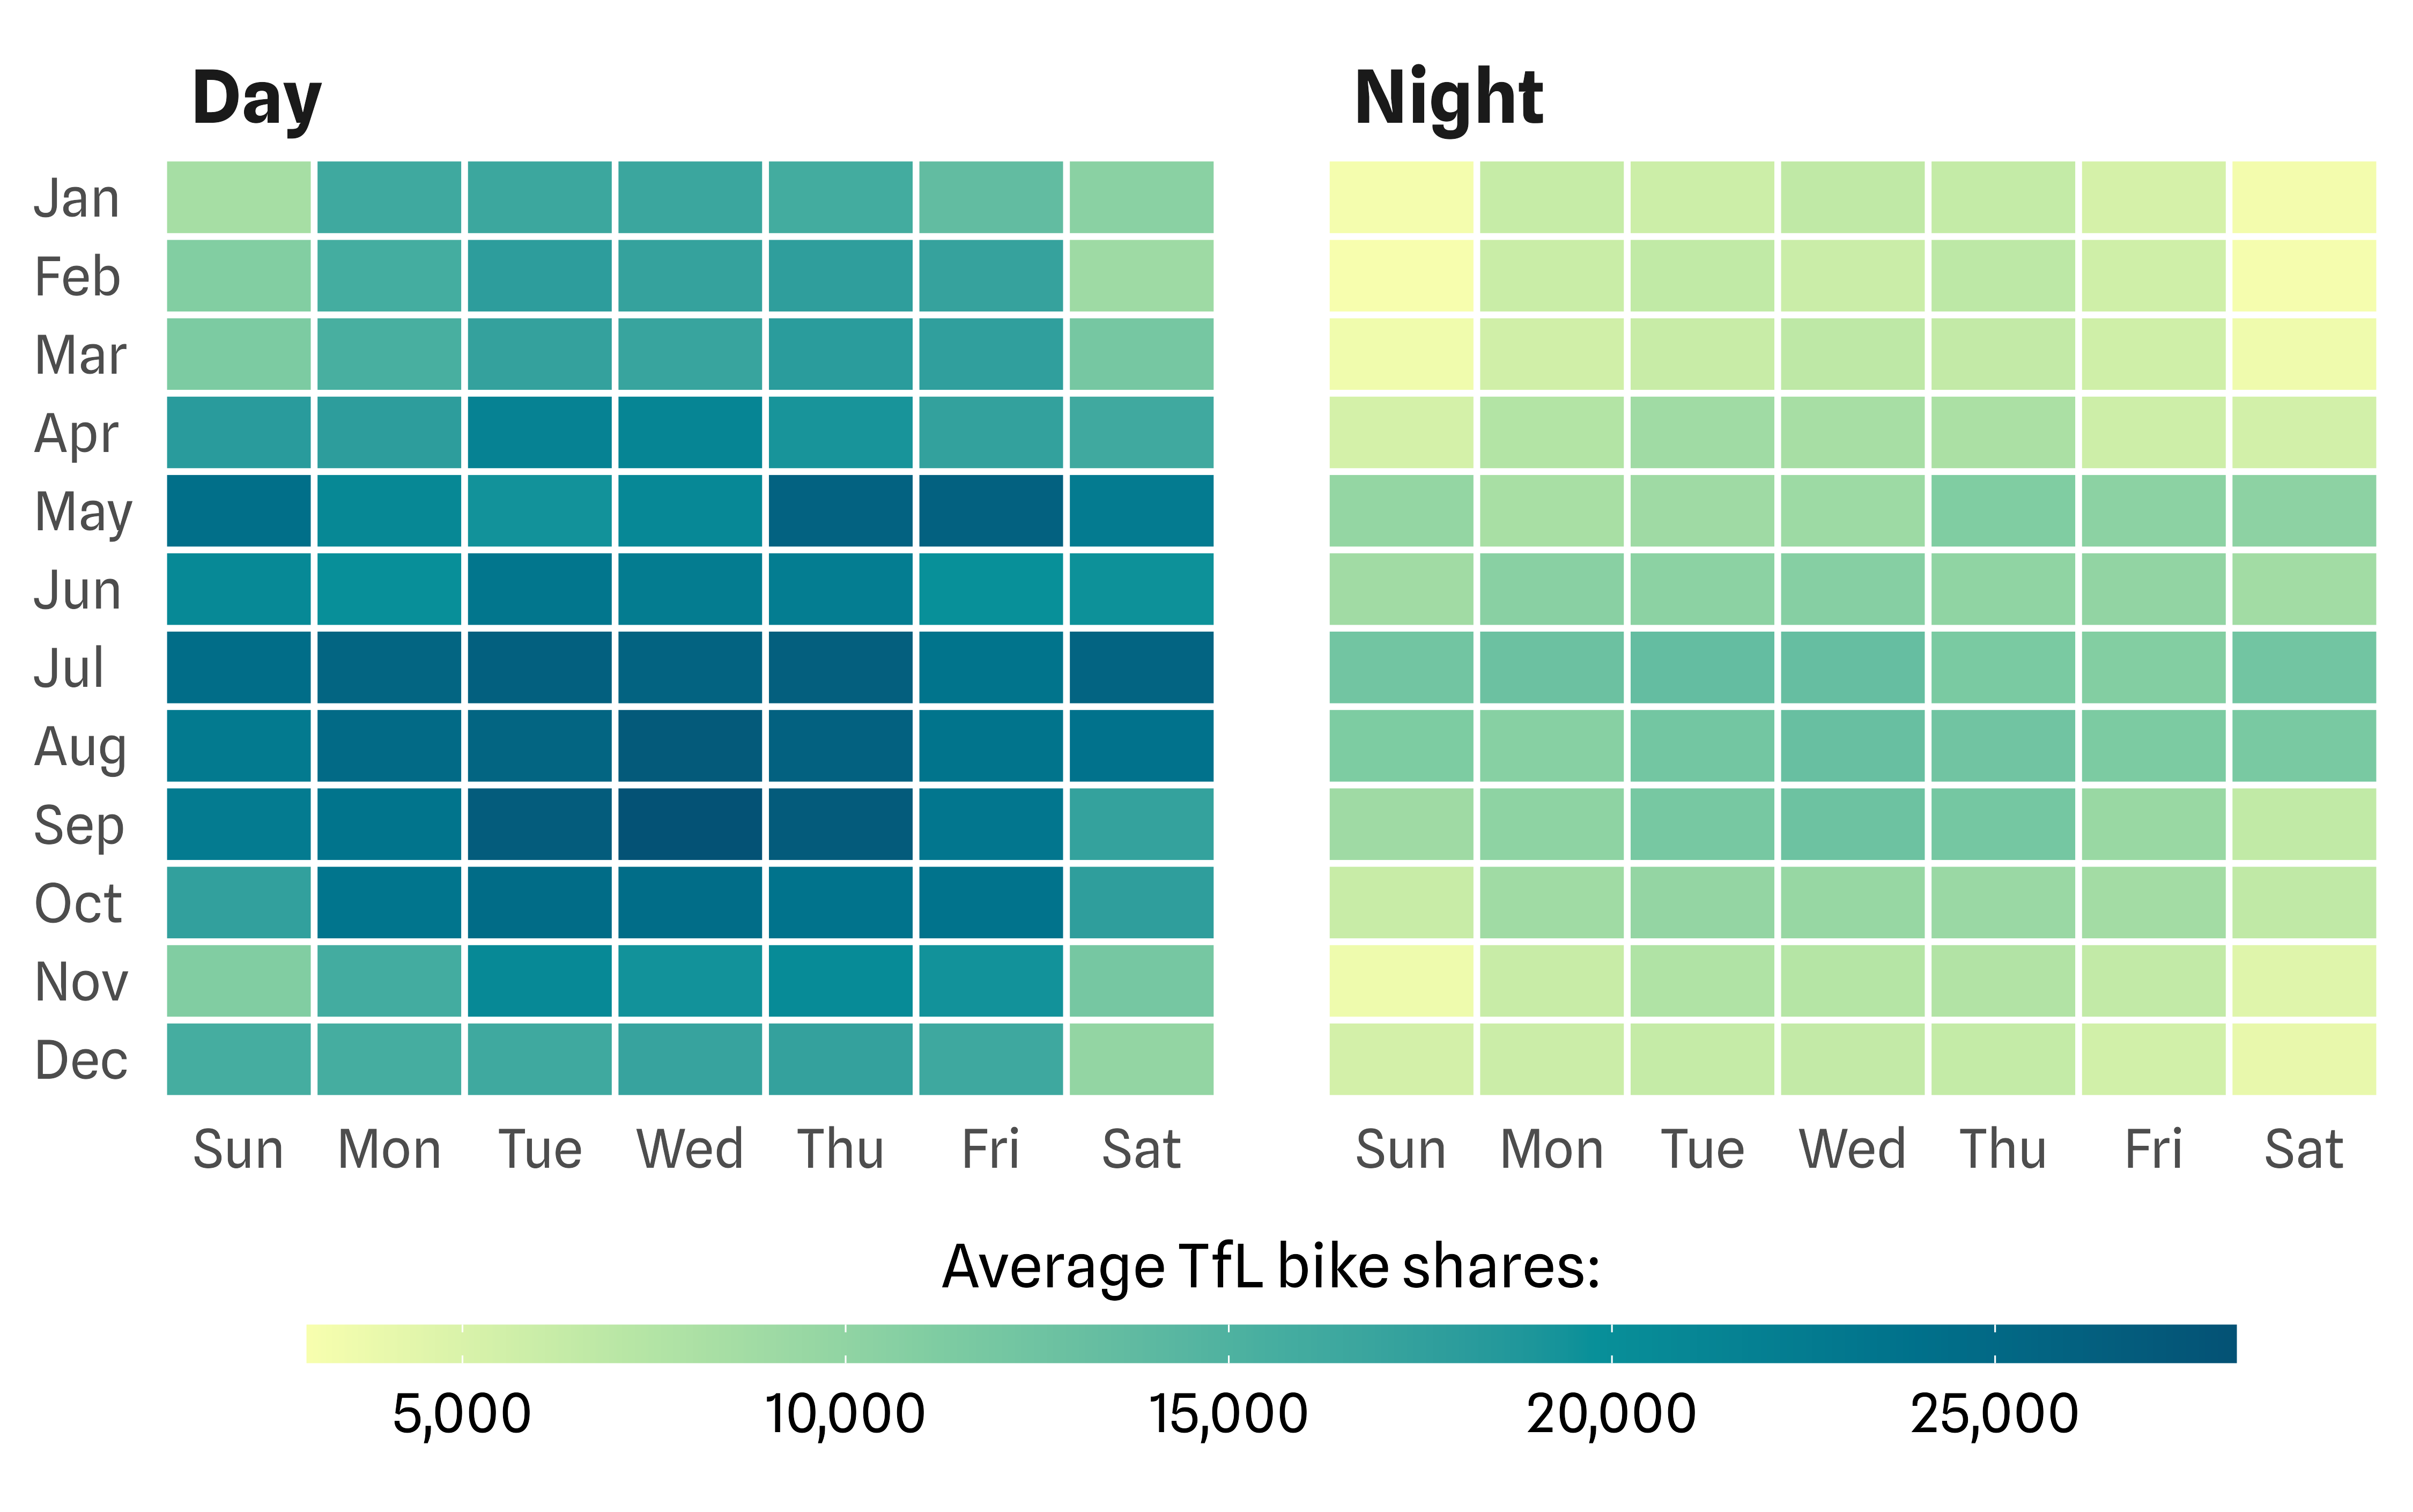 Day Night
Jan
Feb
Mar
Apr
May
Jun
Jul
Aug
Sep
Oct
Nov
Dec
Sun Mon Tue Wed Thu Fri Sat Sun Mon Tue Wed Thu Fri Sat
Average TfL bike shares:
5,000 10,000 15,000 20,000 25,000